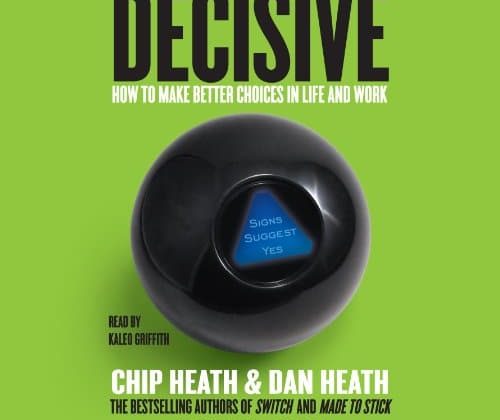 DECISIVE
HOW TO MAKE BETTER CHOICES IN LIFE AND WORK
SIGNS
SUGGEST
YES
READ BY
KALEO GRIFFITH
CHIP HEATH & DAN HEATH
THE BESTSELLING AUTHORS OF SWITCH AND MADE TO STICK